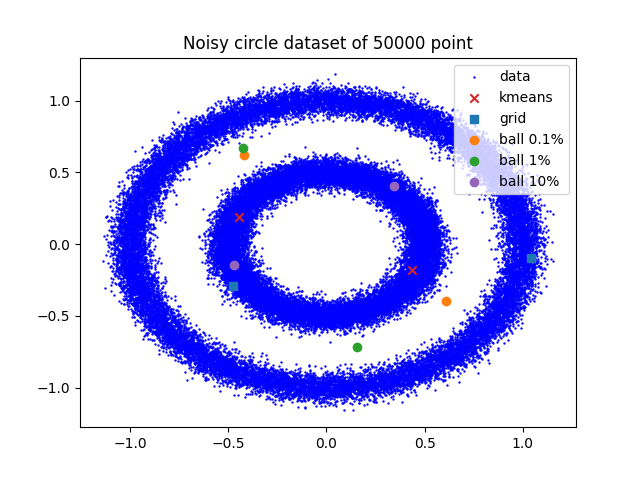 Noisy circle dataset of 50000 point
data
kmeans
grid
ball 0.1%
ball 1%
ball 10%
1.0
0.5
0.0
−0.5
−1.0
−1.0 −0.5 0.0 0.5 1.0